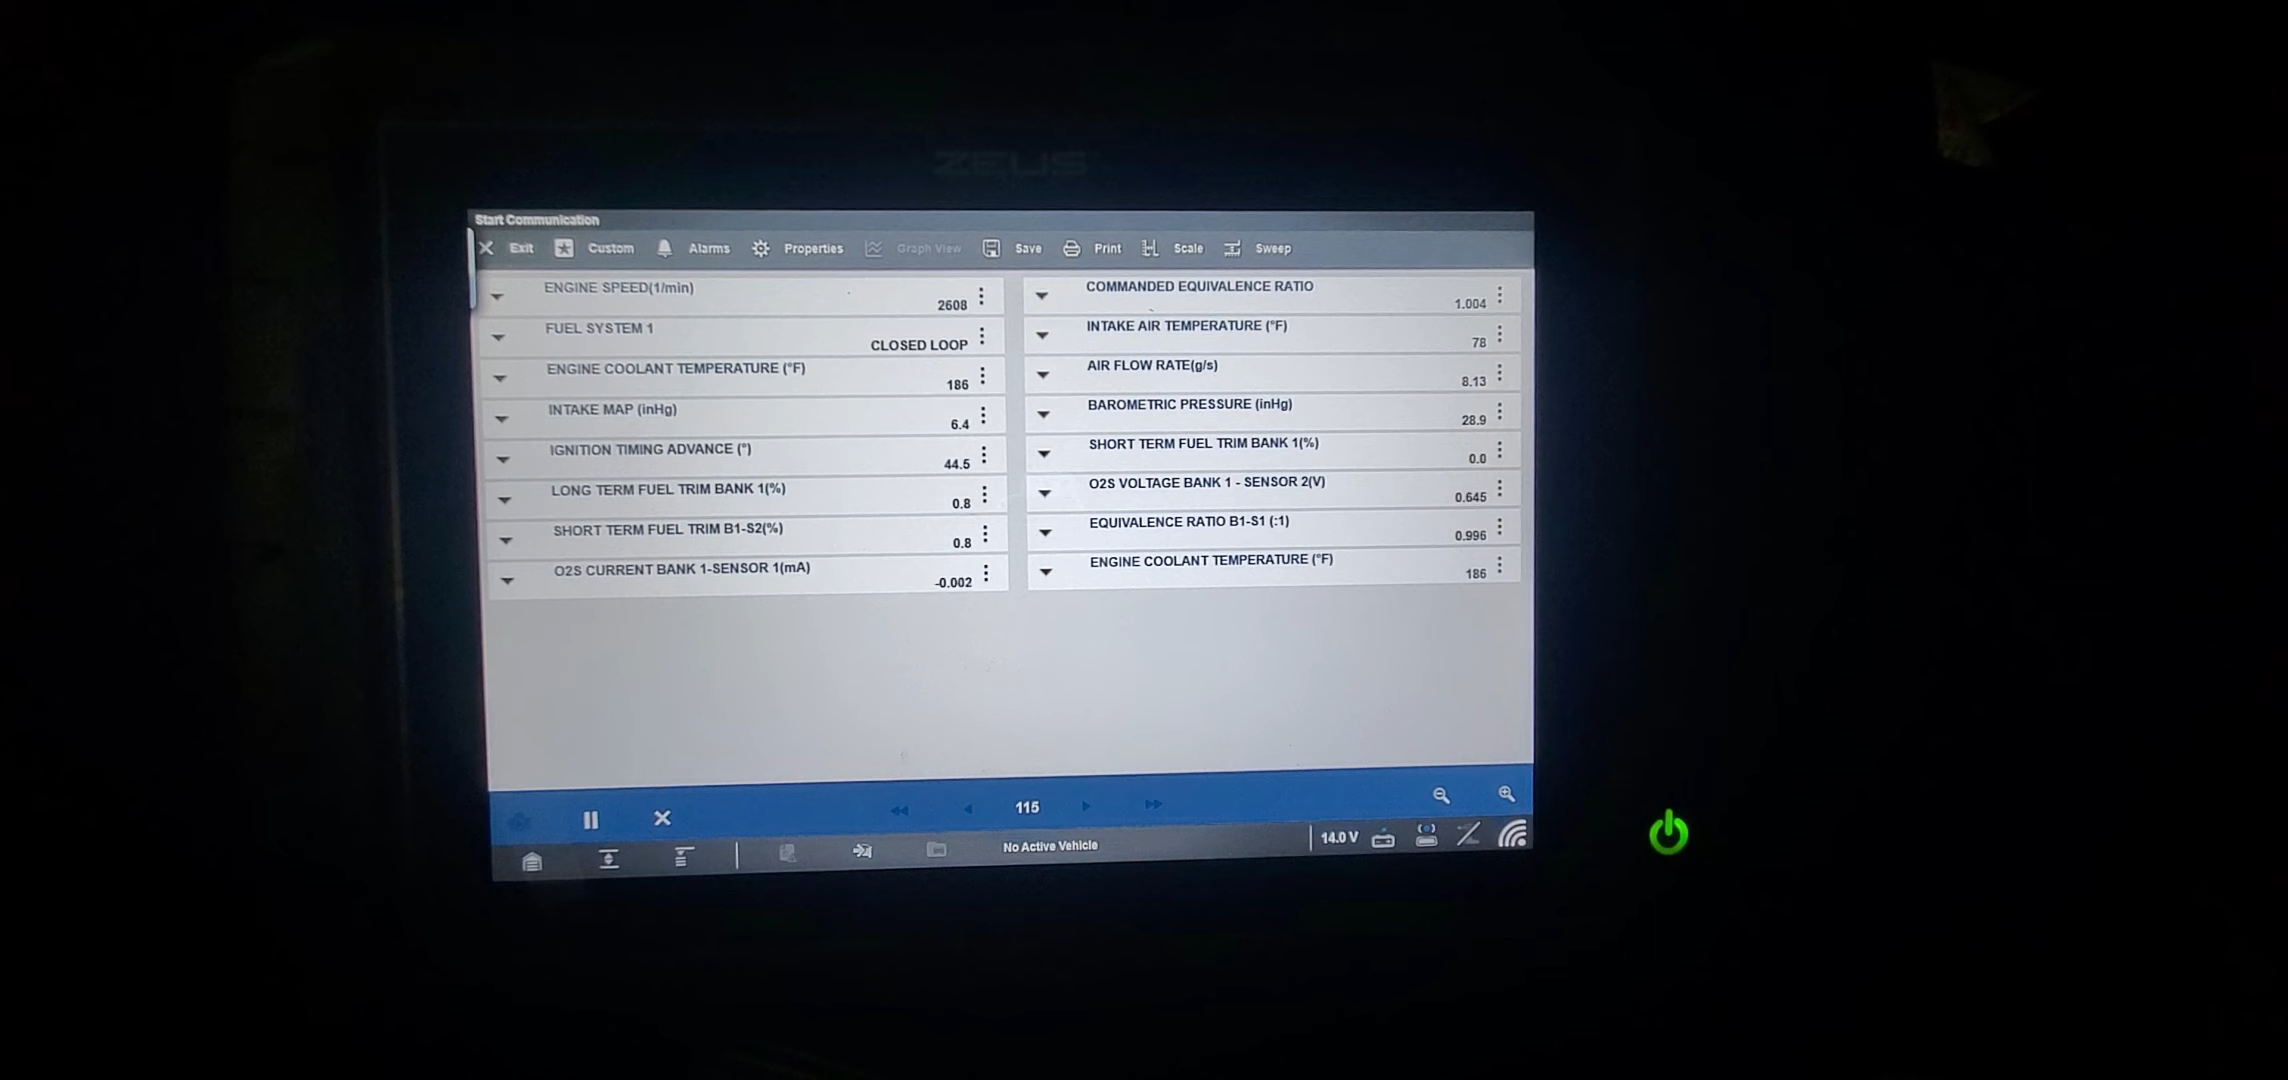 ZEUS
Start Communication
Exit Custom Alarms Properties Graph View Save Print Scale Sweep
ENGINE SPEED(1/min)
2608
FUEL SYSTEM 1
CLOSED LOOP
ENGINE COOLANT TEMPERATURE (°F)
186
INTAKE MAP (inHg)
6.4
IGNITION TIMING ADVANCE (°)
44.5
LONG TERM FUEL TRIM BANK 1(%)
0.8
SHORT TERM FUEL TRIM B1-S2(%)
0.8
O2S CURRENT BANK 1-SENSOR 1(mA)
-0.002
COMMANDED EQUIVALENCE RATIO
1.004
INTAKE AIR TEMPERATURE (°F)
78
AIR FLOW RATE(g/s)
8.13
BAROMETRIC PRESSURE (inHg)
28.9
SHORT TERM FUEL TRIM BANK 1(%)
0.0
O2S VOLTAGE BANK 1 - SENSOR 2(V)
0.645
EQUIVALENCE RATIO B1-S1 (:1)
0.996
ENGINE COOLANT TEMPERATURE (°F)
186
115
No Active Vehicle
14.0 V